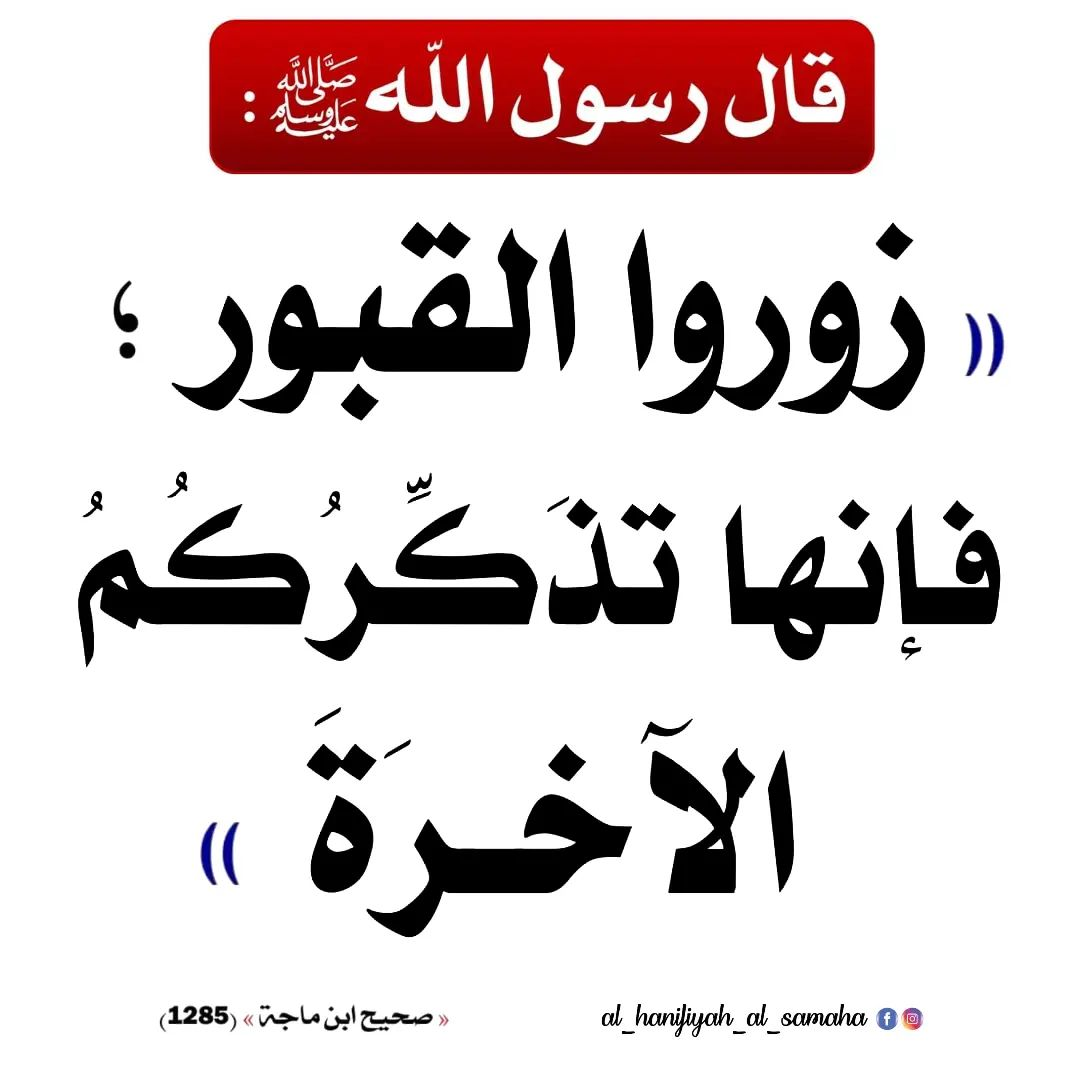 قال رسول الله ﷺ :
(( زوروا القبور ؛
فإنها تذَكِّرُكُمُ
الآخرَةَ ))
« صحيح ابن ماجة » (1285)
al_hanifiyah_al_samaha